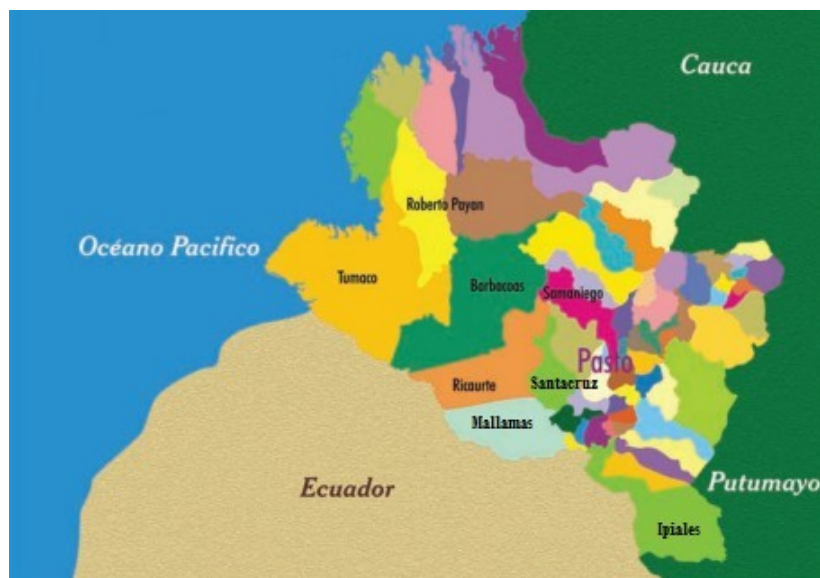 Cauca
Roberto Payan
Océano Pacifico
Tumaco
Barbacoas
Samaniego
Pasto
Ricaurte
Santacruz
Mallamas
Ecuador
Putumayo
Ipiales